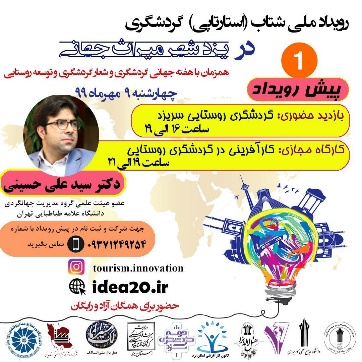 رویداد ملی شتاب (استارتاپی) گردشگری
در یزد شهر میراث جهانی
همزمان با هفته جهانی گردشگری و شعار گردشگری و توسعه روستایی
چهارشنبه ۹ مهرماه ۹۹
1
پیش رویداد
بازدید حضوری: گردشگری روستایی سریزد
ساعت ۱۶ الی ۱۹
کارگاه مجازی: کارآفرینی در گردشگری روستایی
ساعت ۱۹ الی ۲۱
دکتر سید علی حسینی
عضو هیئت علمی گروه مدیریت جهانگردی
دانشگاه علامه طباطبایی تهران
جهت شرکت و ثبت نام در پیش رویداد با شماره
۰۹۳۷۱۲۴۹۲۵۴ تماس بگیرید
tourism.innovation
idea20.ir
حضور برای همگان آزاد و رایگان